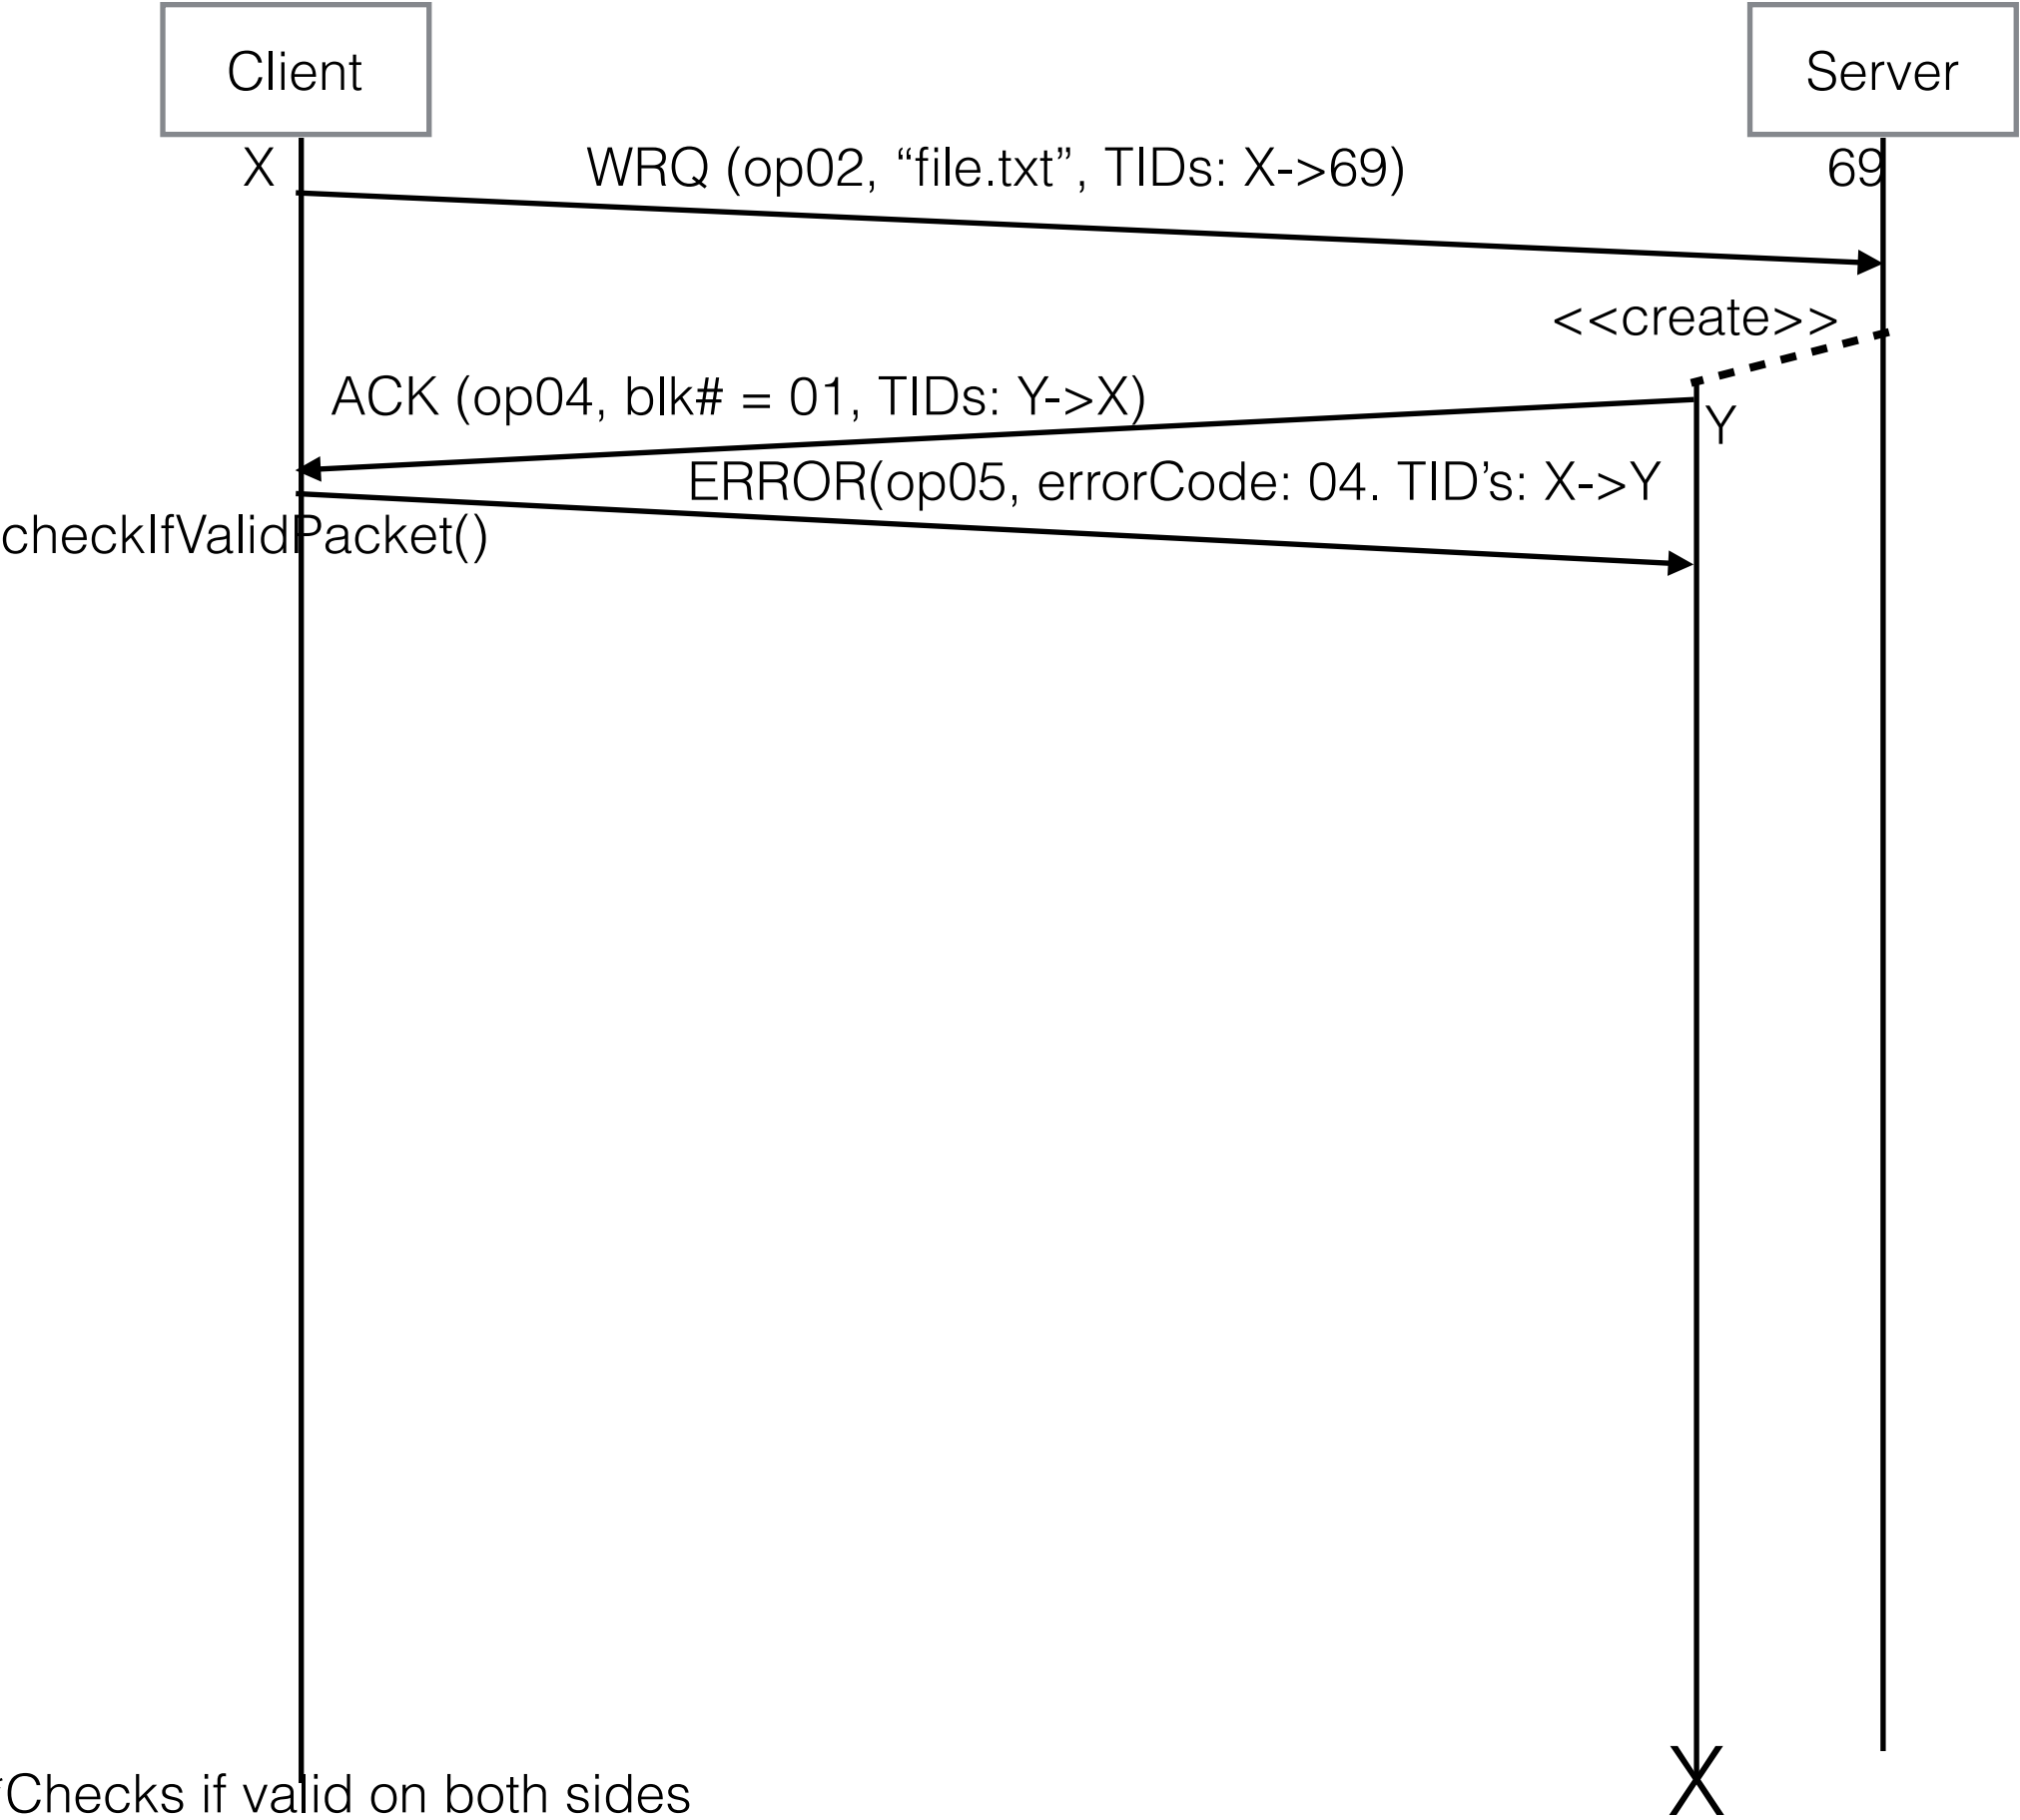 Client
Server
X
WRQ (op02, “file.txt”, TIDs: X->69)
69
<<create>>
ACK (op04, blk# = 01, TIDs: Y->X)
Y
ERROR(op05, errorCode: 04. TID’s: X->Y
checkIfValidPacket()
*Checks if valid on both sides
X